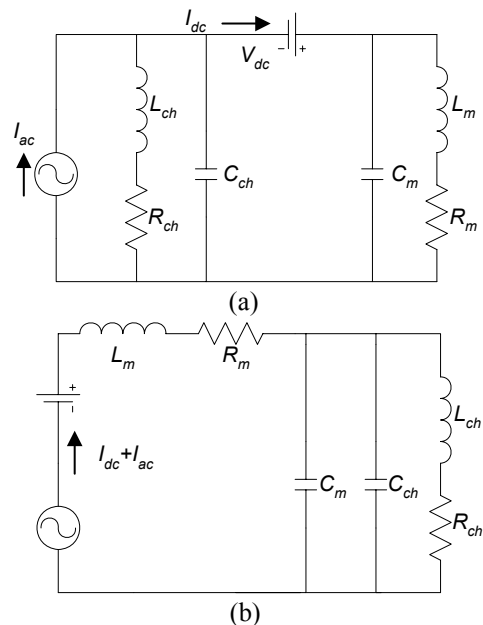 I_dc
- +
V_dc
L_ch
L_m
I_ac
C_ch
C_m
R_ch
R_m
(a)
L_m
R_m
+
-
L_ch
I_dc+I_ac
C_m
C_ch
R_ch
(b)